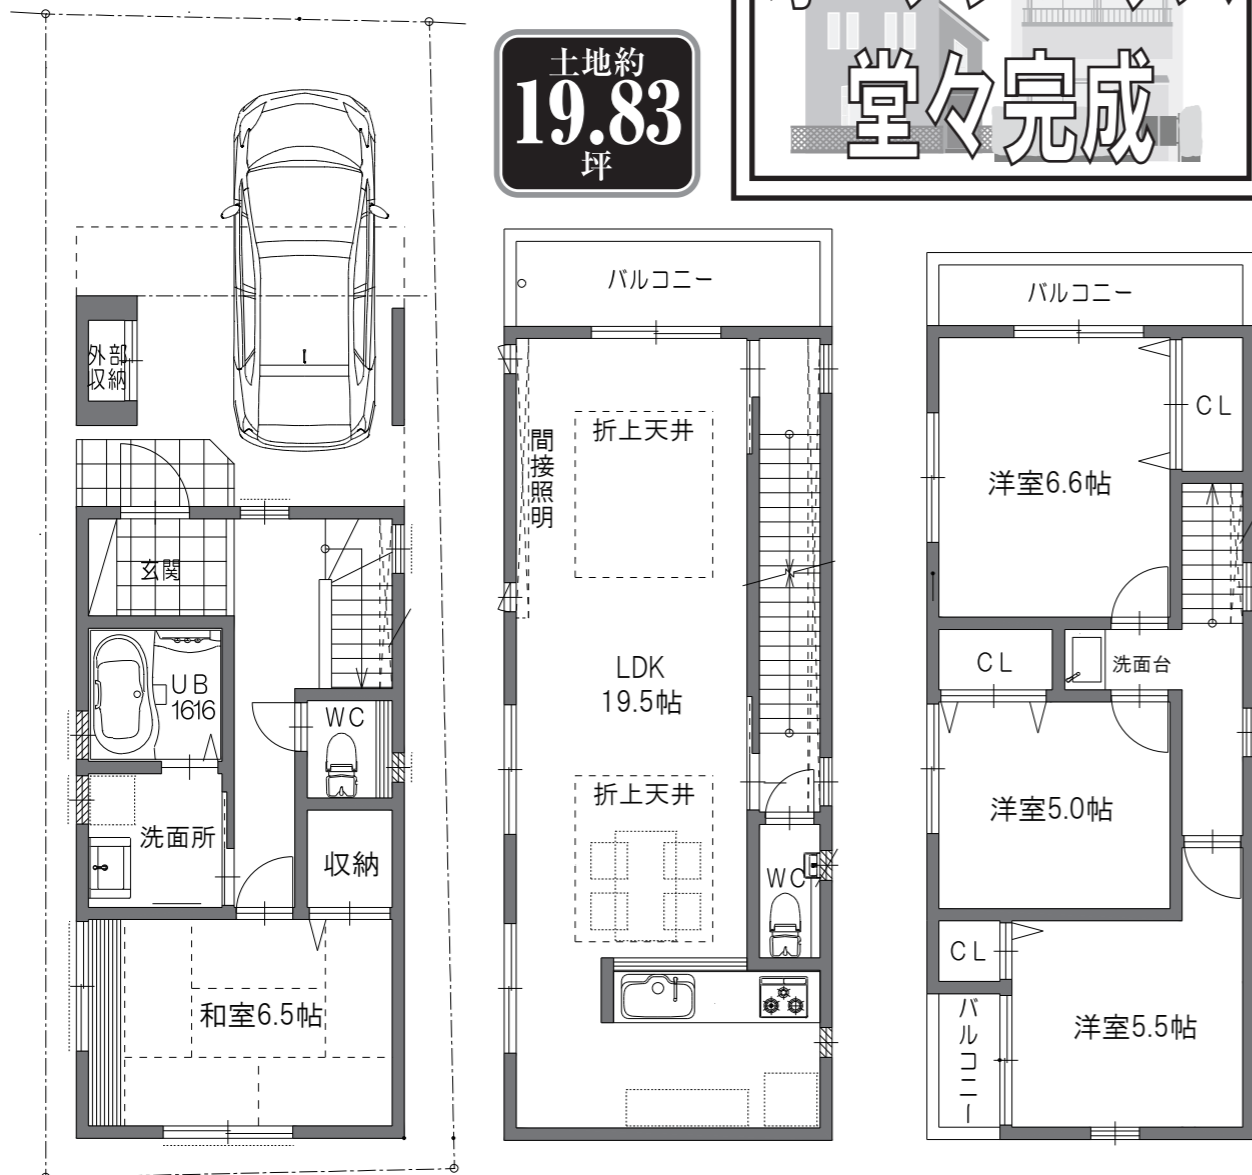 土地約
19.83
坪
堂々完成
外部
収納
玄関
UB
1616
WC
洗面所
収納
和室6.5帖
バルコニー
間接照明
折上天井
LDK
19.5帖
折上天井
WC
バルコニー
CL
洋室6.6帖
CL
洗面台
洋室5.0帖
CL
洋室5.5帖
バルコニー